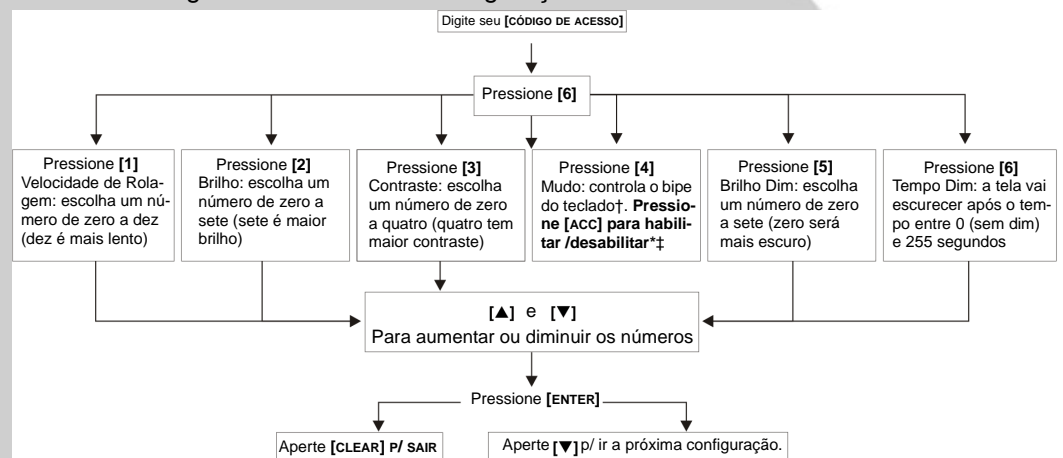 Digite seu [CÓDIGO DE ACESSO]
Pressione [6]
Pressione [1]
Velocidade de Rola-
gem: escolha um nú-
mero de zero a dez
(dez é mais lento)
Pressione [2]
Brilho: escolha um
número de zero a
sete (sete é maior
brilho)
Pressione [3]
Contraste: escolha
um número de zero
a quatro (quatro tem
maior contraste)
Pressione [4]
Mudo: controla o bipe
do teclado†. Pressio-
ne [ACC] para habili-
tar /desabilitar*‡
Pressione [5]
Brilho Dim: escolha
um número de zero
a sete (zero será
mais escuro)
Pressione [6]
Tempo Dim: a tela vai
escurecer após o tem-
po entre 0 (sem dim)
e 255 segundos
[▲] e [▼]
Para aumentar ou diminuir os números
Pressione [ENTER]
Aperte [CLEAR] P/ SAIR
Aperte [▼] p/ ir a próxima configuração.